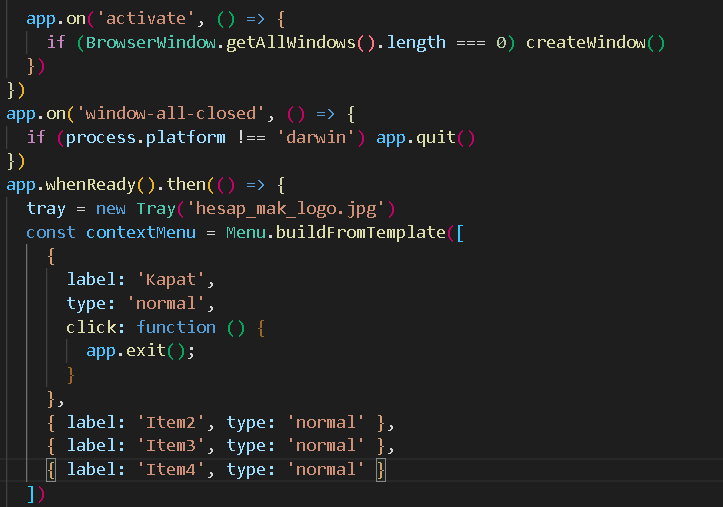 app.on('activate', () => {
if (BrowserWindow.getAllWindows().length === 0) createWindow()
})
})
app.on('window-all-closed', () => {
if (process.platform !== 'darwin') app.quit()
})
app.whenReady().then(() => {
tray = new Tray('hesap_mak_logo.jpg')
const contextMenu = Menu.buildFromTemplate([
{
label: 'Kapat',
type: 'normal',
click: function () {
app.exit();
}
},
{ label: 'Item2', type: 'normal' },
{ label: 'Item3', type: 'normal' },
{ label: 'Item4', type: 'normal' }
])